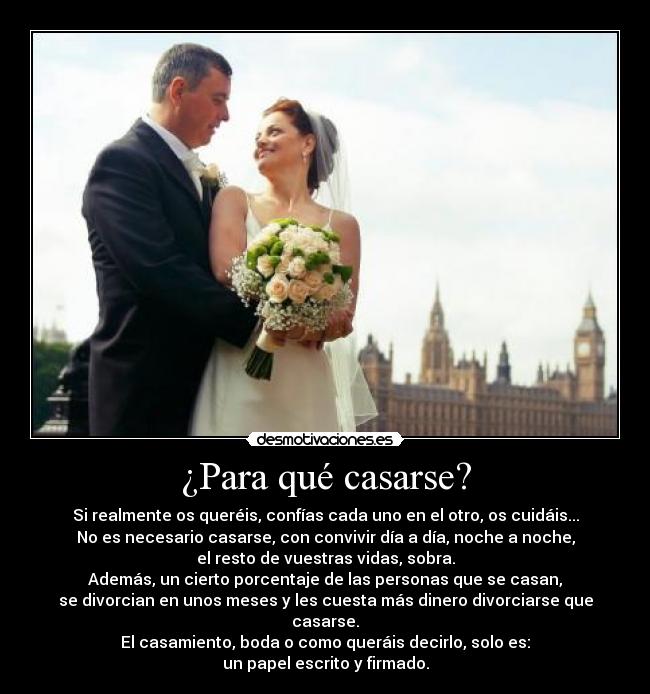 desmotivaciones.es
¿Para qué casarse?
Si realmente os queréis, confías cada uno en el otro, os cuidáis...
No es necesario casarse, con convivir día a día, noche a noche,
el resto de vuestras vidas, sobra.
Además, un cierto porcentaje de las personas que se casan,
se divorcian en unos meses y les cuesta más dinero divorciarse que
casarse.
El casamiento, boda o como queráis decirlo, solo es:
un papel escrito y firmado.